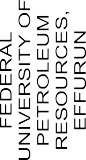 FEDERAL
UNIVERSITY OF
PETROLEUM
RESOURCES,
EFFURUN